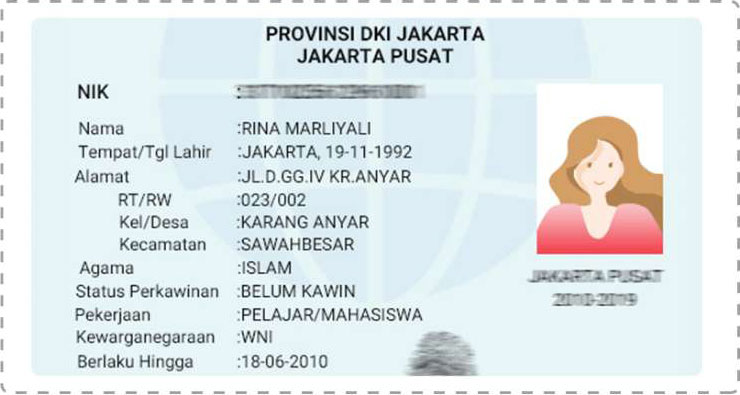 PROVINSI DKI JAKARTA
JAKARTA PUSAT
NIK :
Nama :RINA MARLIYALI
Tempat/Tgl Lahir :JAKARTA, 19-11-1992
Alamat :JL.D.GG.IV KR.ANYAR
RT/RW :023/002
Kel/Desa :KARANG ANYAR
Kecamatan :SAWAHBESAR
Agama :ISLAM
Status Perkawinan :BELUM KAWIN
Pekerjaan :PELAJAR/MAHASISWA
Kewarganegaraan :WNI
Berlaku Hingga :18-06-2010
JAKARTA PUSAT
2010-2019